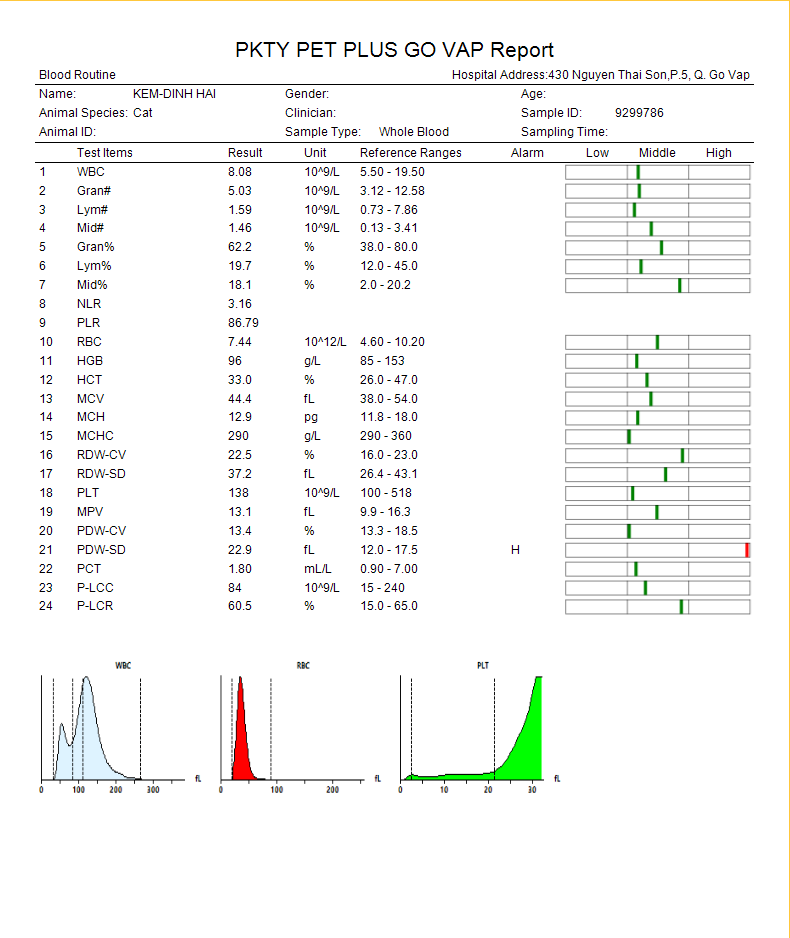 PKTY PET PLUS GO VAP Report
Blood Routine Hospital Address:430 Nguyen Thai Son,P.5, Q. Go Vap
Name: KEM-DINH HAI Gender: Age:
Animal Species: Cat Clinician: Sample ID: 9299786
Animal ID: Sample Type: Whole Blood Sampling Time:
Test Items Result Unit Reference Ranges Alarm Low Middle High
1 WBC 8.08 10^9/L 5.50 - 19.50
2 Gran# 5.03 10^9/L 3.12 - 12.58
3 Lym# 1.59 10^9/L 0.73 - 7.86
4 Mid# 1.46 10^9/L 0.13 - 3.41
5 Gran% 62.2 % 38.0 - 80.0
6 Lym% 19.7 % 12.0 - 45.0
7 Mid% 18.1 % 2.0 - 20.2
8 NLR 3.16
9 PLR 86.79
10 RBC 7.44 10^12/L 4.60 - 10.20
11 HGB 96 g/L 85 - 153
12 HCT 33.0 % 26.0 - 47.0
13 MCV 44.4 fL 38.0 - 54.0
14 MCH 12.9 pg 11.8 - 18.0
15 MCHC 290 g/L 290 - 360
16 RDW-CV 22.5 % 16.0 - 23.0
17 RDW-SD 37.2 fL 26.4 - 43.1
18 PLT 138 10^9/L 100 - 518
19 MPV 13.1 fL 9.9 - 16.3
20 PDW-CV 13.4 % 13.3 - 18.5
21 PDW-SD 22.9 fL 12.0 - 17.5 H
22 PCT 1.80 mL/L 0.90 - 7.00
23 P-LCC 84 10^9/L 15 - 240
24 P-LCR 60.5 % 15.0 - 65.0
WBC RBC PLT
fL fL fL
0 100 200 300 0 100 200 0 10 20 30